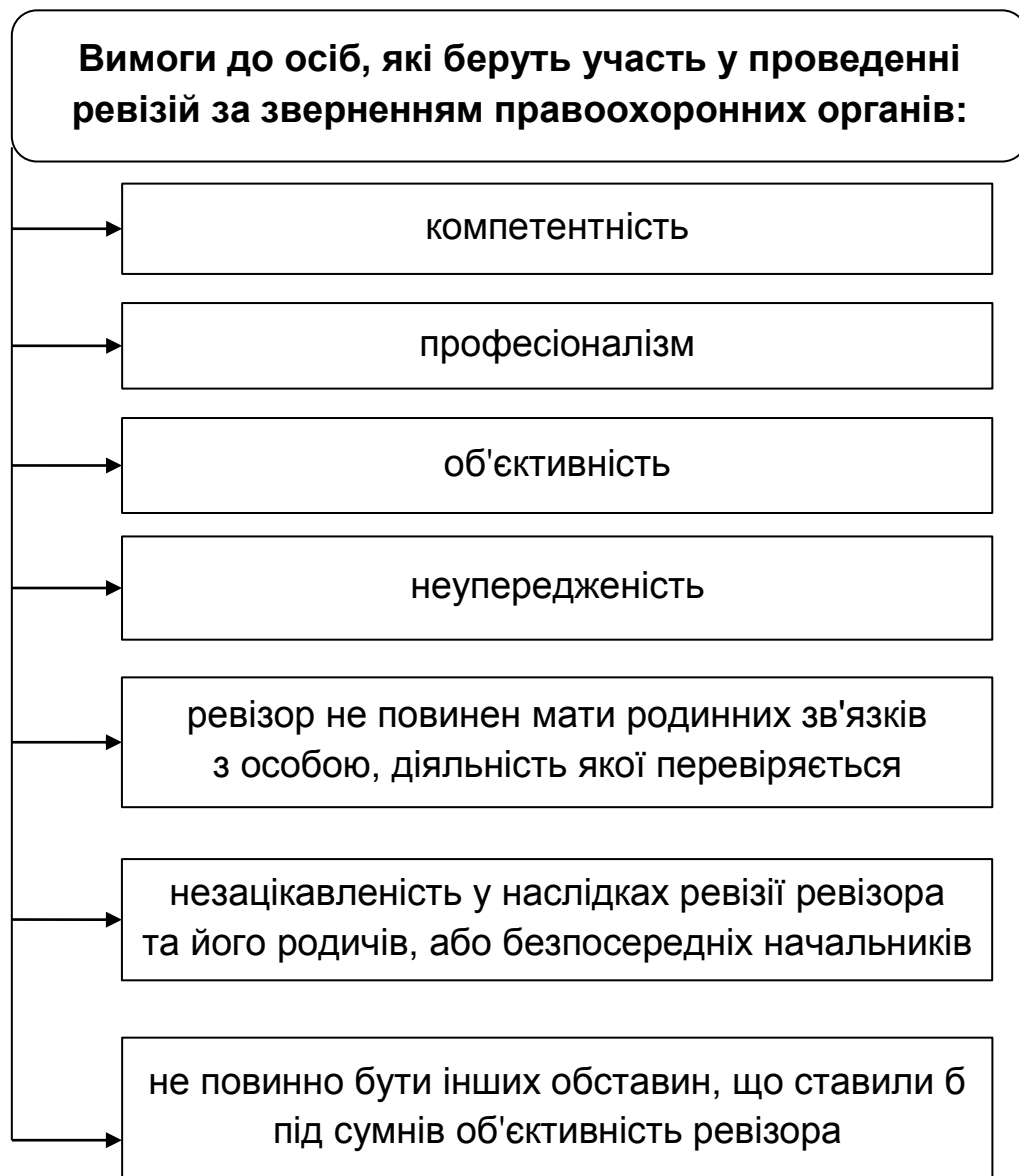 Вимоги до осіб, які беруть участь у проведенні
ревізій за зверненням правоохоронних органів:
компетентність
професіоналізм
об'єктивність
неупередженість
ревізор не повинен мати родинних зв'язків
з особою, діяльність якої перевіряється
незацікавленість у наслідках ревізії ревізора
та його родичів, або безпосередніх начальників
не повинно бути інших обставин, що ставили б
під сумнів об'єктивність ревізора